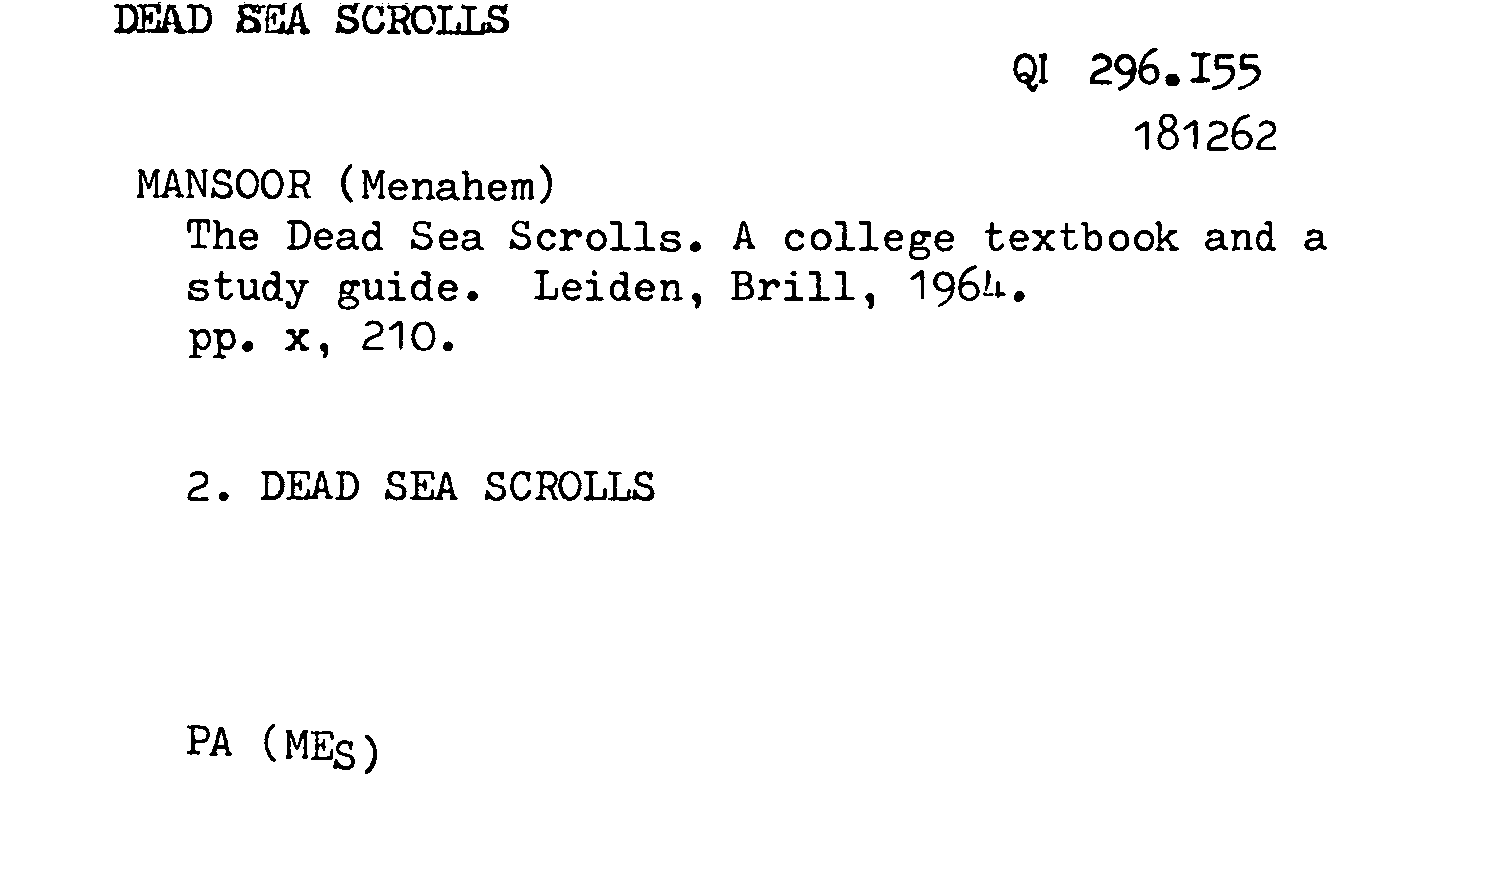 DEAD SEA SCROLLS
QI 296.I55
181262
MANSOOR (Menahem)
The Dead Sea Scrolls. A college textbook and a
study guide. Leiden, Brill, 1964.
pp. x, 210.
2. DEAD SEA SCROLLS
PA (MES)